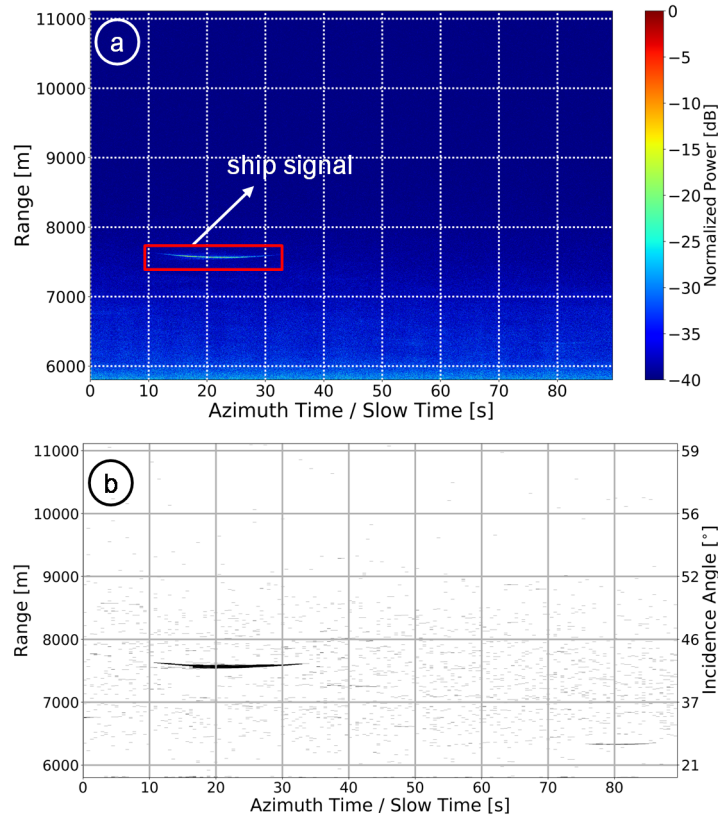 a
ship signal
11000
10000
9000
8000
7000
6000
Range [m]
0 10 20 30 40 50 60 70 80
Azimuth Time / Slow Time [s]
0
−5
−10
−15
−20
−25
−30
−35
−40
Normalized Power [dB]
b
11000
10000
9000
8000
7000
6000
Range [m]
59
56
52
46
37
21
Incidence Angle [°]
0 10 20 30 40 50 60 70 80
Azimuth Time / Slow Time [s]